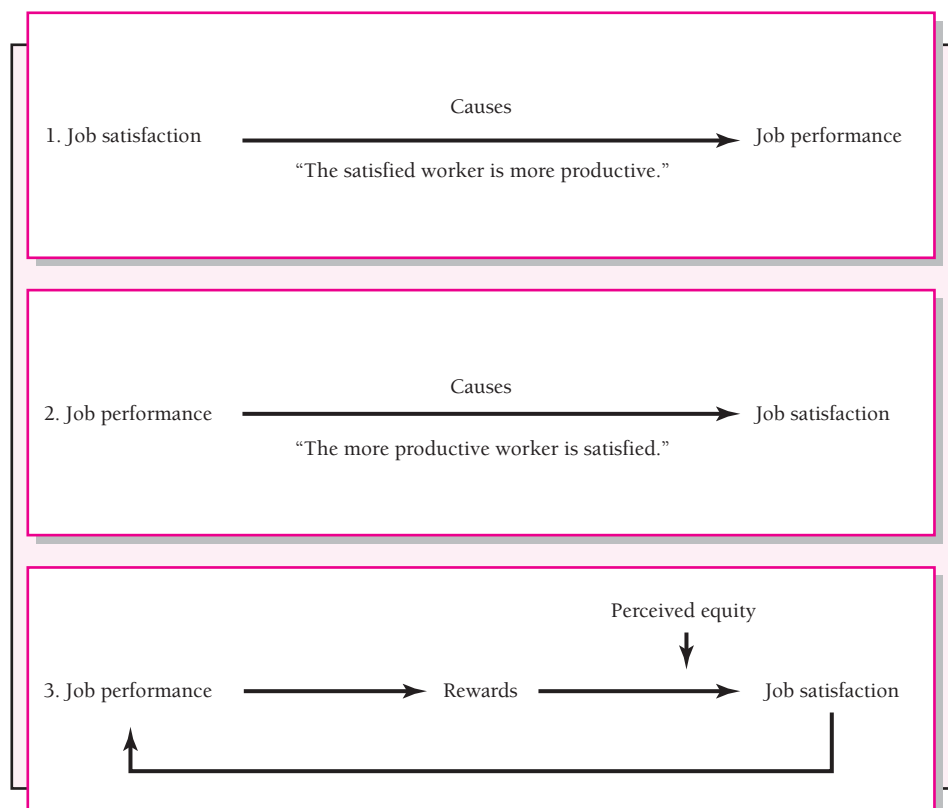 Causes
1. Job satisfaction
Job performance
“The satisfied worker is more productive.”
Causes
2. Job performance
Job satisfaction
“The more productive worker is satisfied.”
Perceived equity
3. Job performance
Rewards
Job satisfaction